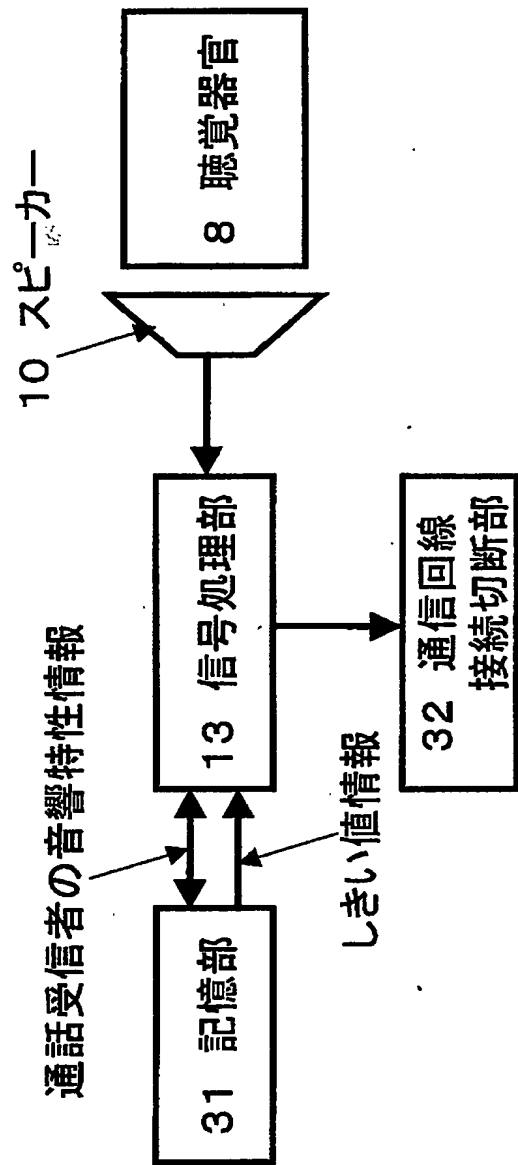 通話受信者の音響特性情報
31 記憶部
しきい値情報
13 信号処理部
32 通信回線
接続切断部
10 スピーカー
8 聴覚器官